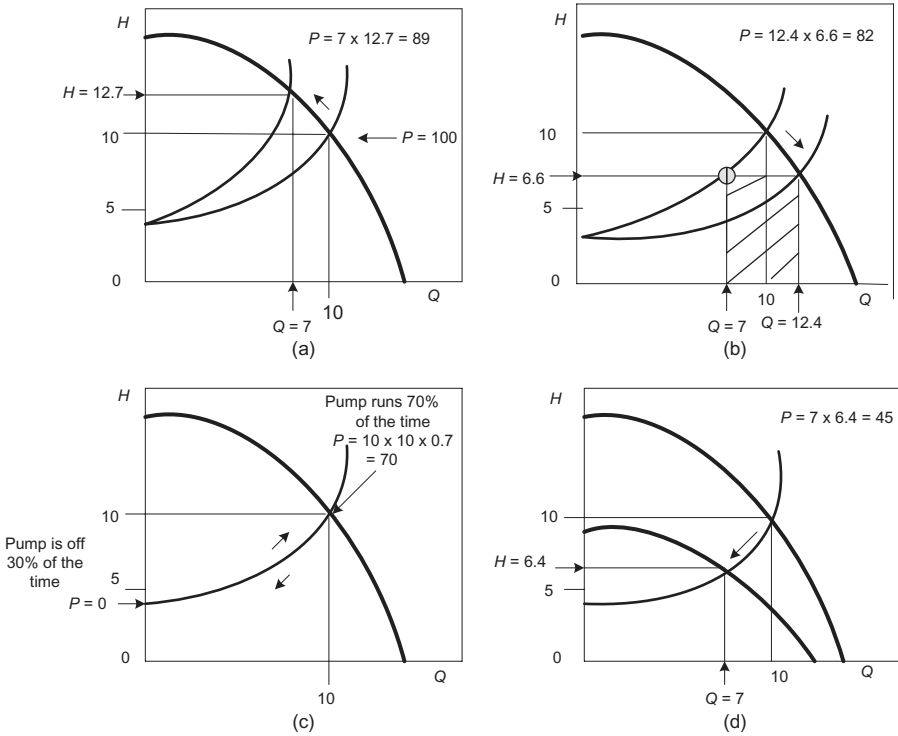 H
P = 7 x 12.7 = 89
H = 12.7
10
P = 100
5
0
Q
Q = 7
10
(a)
H
P = 12.4 x 6.6 = 82
10
H = 6.6
5
0
10
Q
Q = 7
Q = 12.4
(b)
H
Pump runs 70%
of the time
P = 10 x 10 x 0.7
= 70
10
Pump is off
30% of the
time
5
P = 0
0
Q
10
(c)
H
P = 7 x 6.4 = 45
10
H = 6.4
5
0
10
Q
Q = 7
(d)